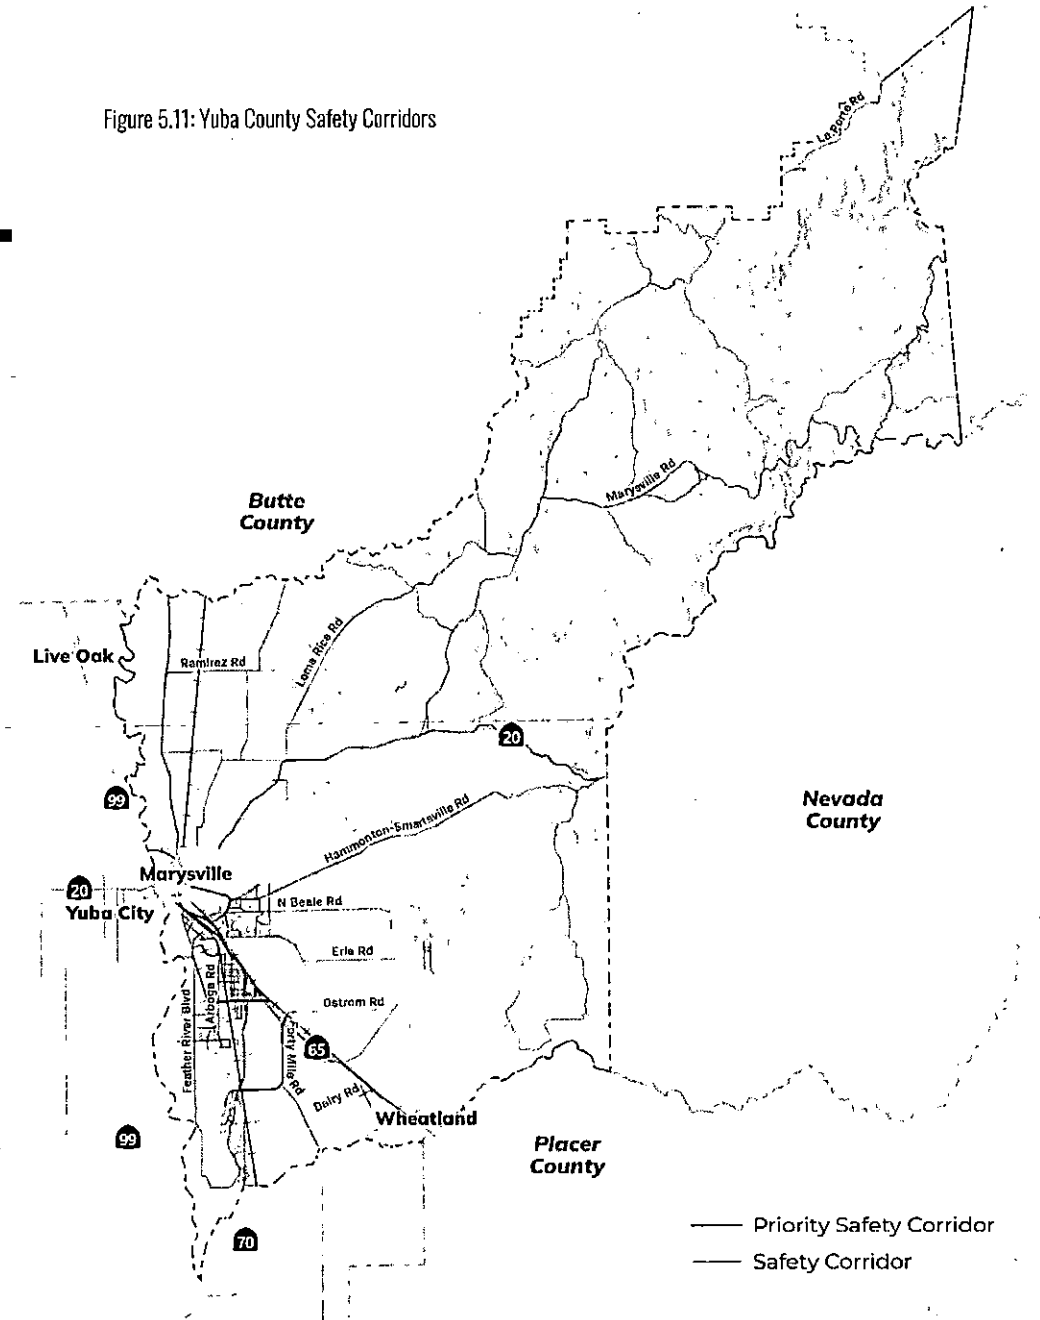 Figure 5.11: Yuba County Safety Corridors
La Porte Rd
Marysville Rd
Butte
County
Loma Rica Rd
Live Oak
Ramirez Rd
20
99
Nevada
County
Hammonton-Smartsville Rd
Marysville
20
Yuba City
N Beale Rd
Erle Rd
Arboga Rd
Feather River Blvd
Ostrom Rd
Forty Mile Rd
65
Dairy Rd
Wheatland
99
Placer
County
70
Priority Safety Corridor
Safety Corridor